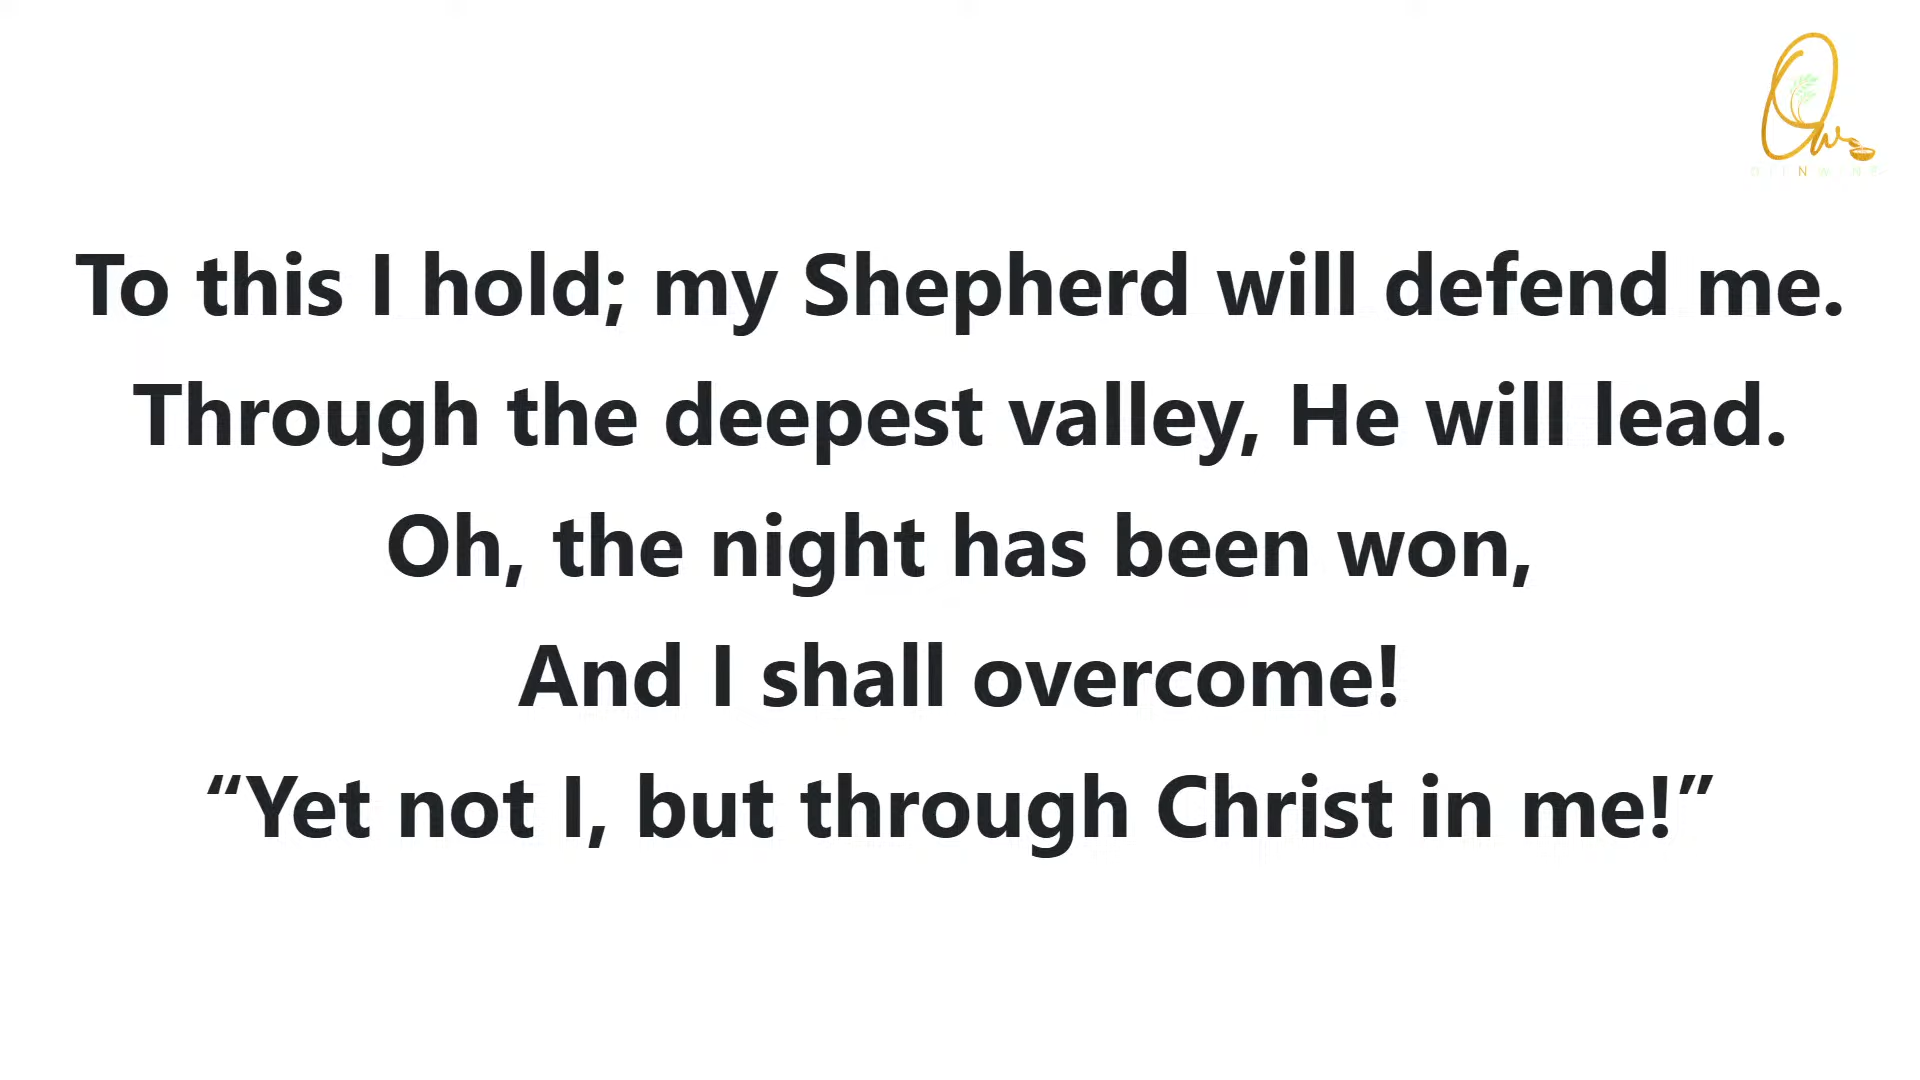 To this I hold; my Shepherd will defend me.
Through the deepest valley, He will lead.
Oh, the night has been won,
And I shall overcome!
“Yet not I, but through Christ in me!”